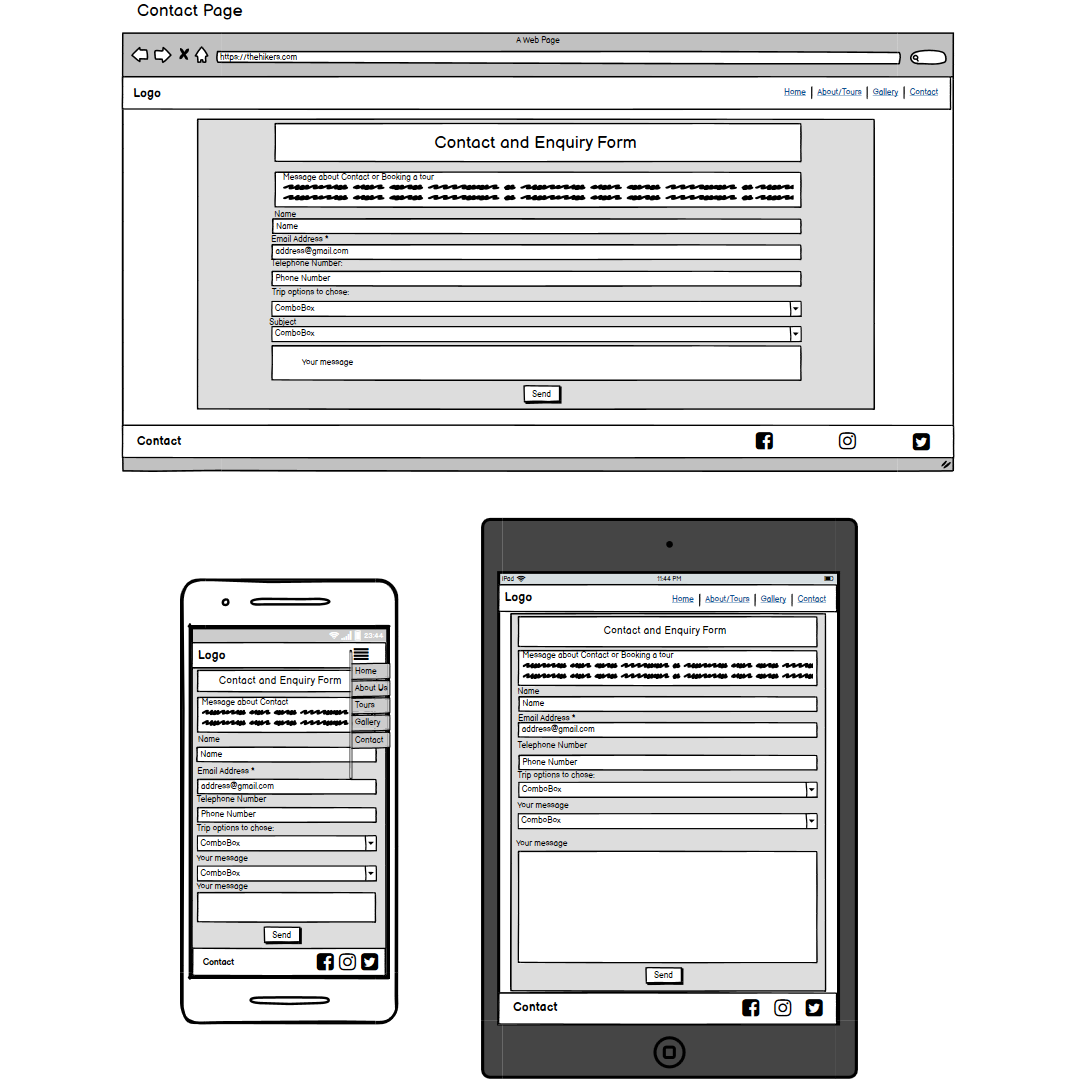 Contact Page
A Web Page
https://thehikers.com
Logo
Home | About/Tours | Gallery | Contact
Contact and Enquiry Form
Message about Contact or Booking a tour
Name
Name
Email Address *
address@gmail.com
Telephone Number:
Phone Number
Trip options to chose:
ComboBox
Subject
ComboBox
Your message
Send
Contact
23:44
Logo
Home
About Us
Tours
Gallery
Contact
Contact and Enquiry Form
Message about Contact
Name
Name
Email Address *
address@gmail.com
Telephone Number
Phone Number
Trip options to chose:
ComboBox
Your message
ComboBox
Your message
Send
Contact
iPad 11:44 PM
Logo
Home | About/Tours | Gallery | Contact
Contact and Enquiry Form
Message about Contact or Booking a tour
Name
Name
Email Address *
address@gmail.com
Telephone Number
Phone Number
Trip options to chose:
ComboBox
Your message
ComboBox
Your message
Send
Contact